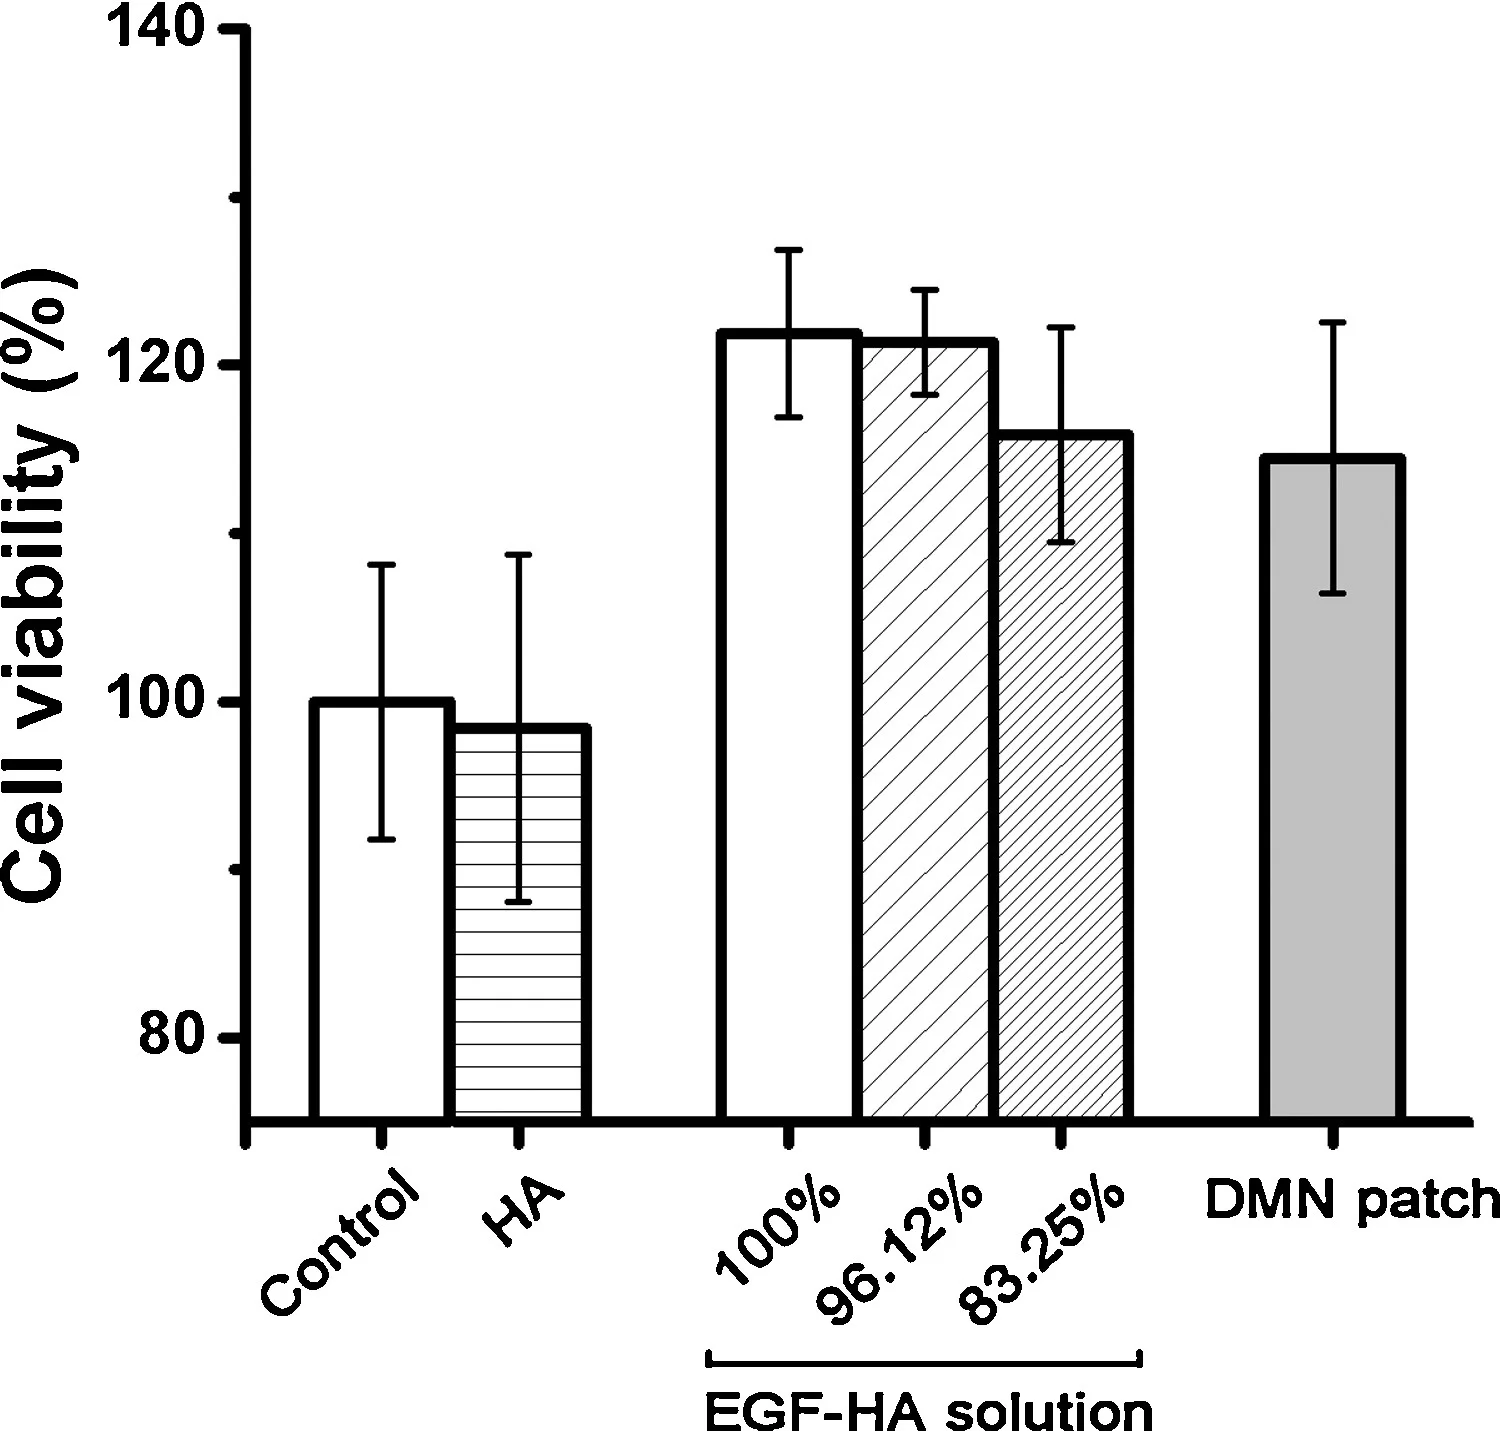 Cell viability (%)
140
120
100
80
Control
HA
100%
96.12%
83.25%
DMN patch
EGF-HA solution